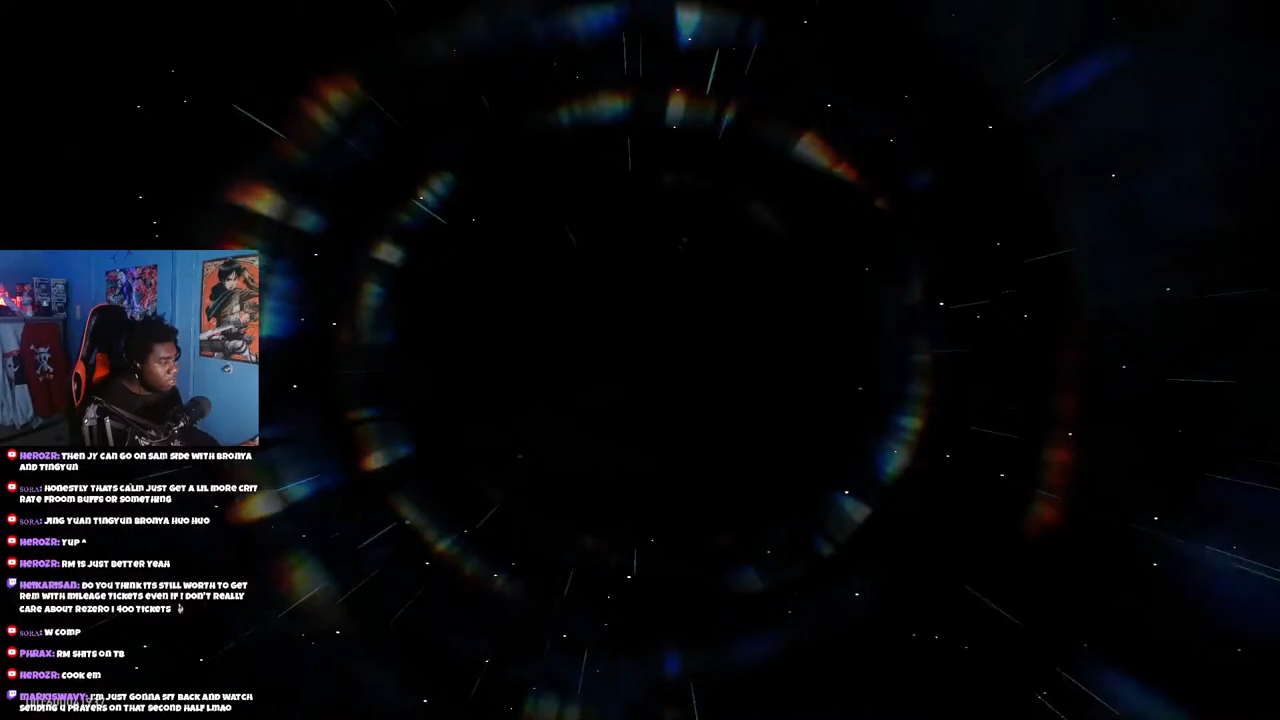 HEROZR: THEN JY CAN GO ON SAM SIDE WITH BRONYA
AND TINGYUN
SORA: HONESTLY THATS CALM JUST GET A LIL MORE CRIT
RATE FROOM BUFFS OR SOMETHING
SORA: JING YUAN TINGYUN BRONYA HUO HUO
HEROZR: YUP ^
HEROZR: RM IS JUST BETTER YEAH
HEIKARISAN: DO YOU THINK ITS STILL WORTH TO GET
REM WITH MILEAGE TICKETS EVEN IF I DON'T REALLY
CARE ABOUT REZERO I 400 TICKETS
SORA: W COMP
PHRAX: RM SHITS ON TB
HEROZR: COOK EM
MARKISWAVY: I'M JUST GONNA SIT BACK AND WATCH
SENDING U PRAYERS ON THAT SECOND HALF LMAO